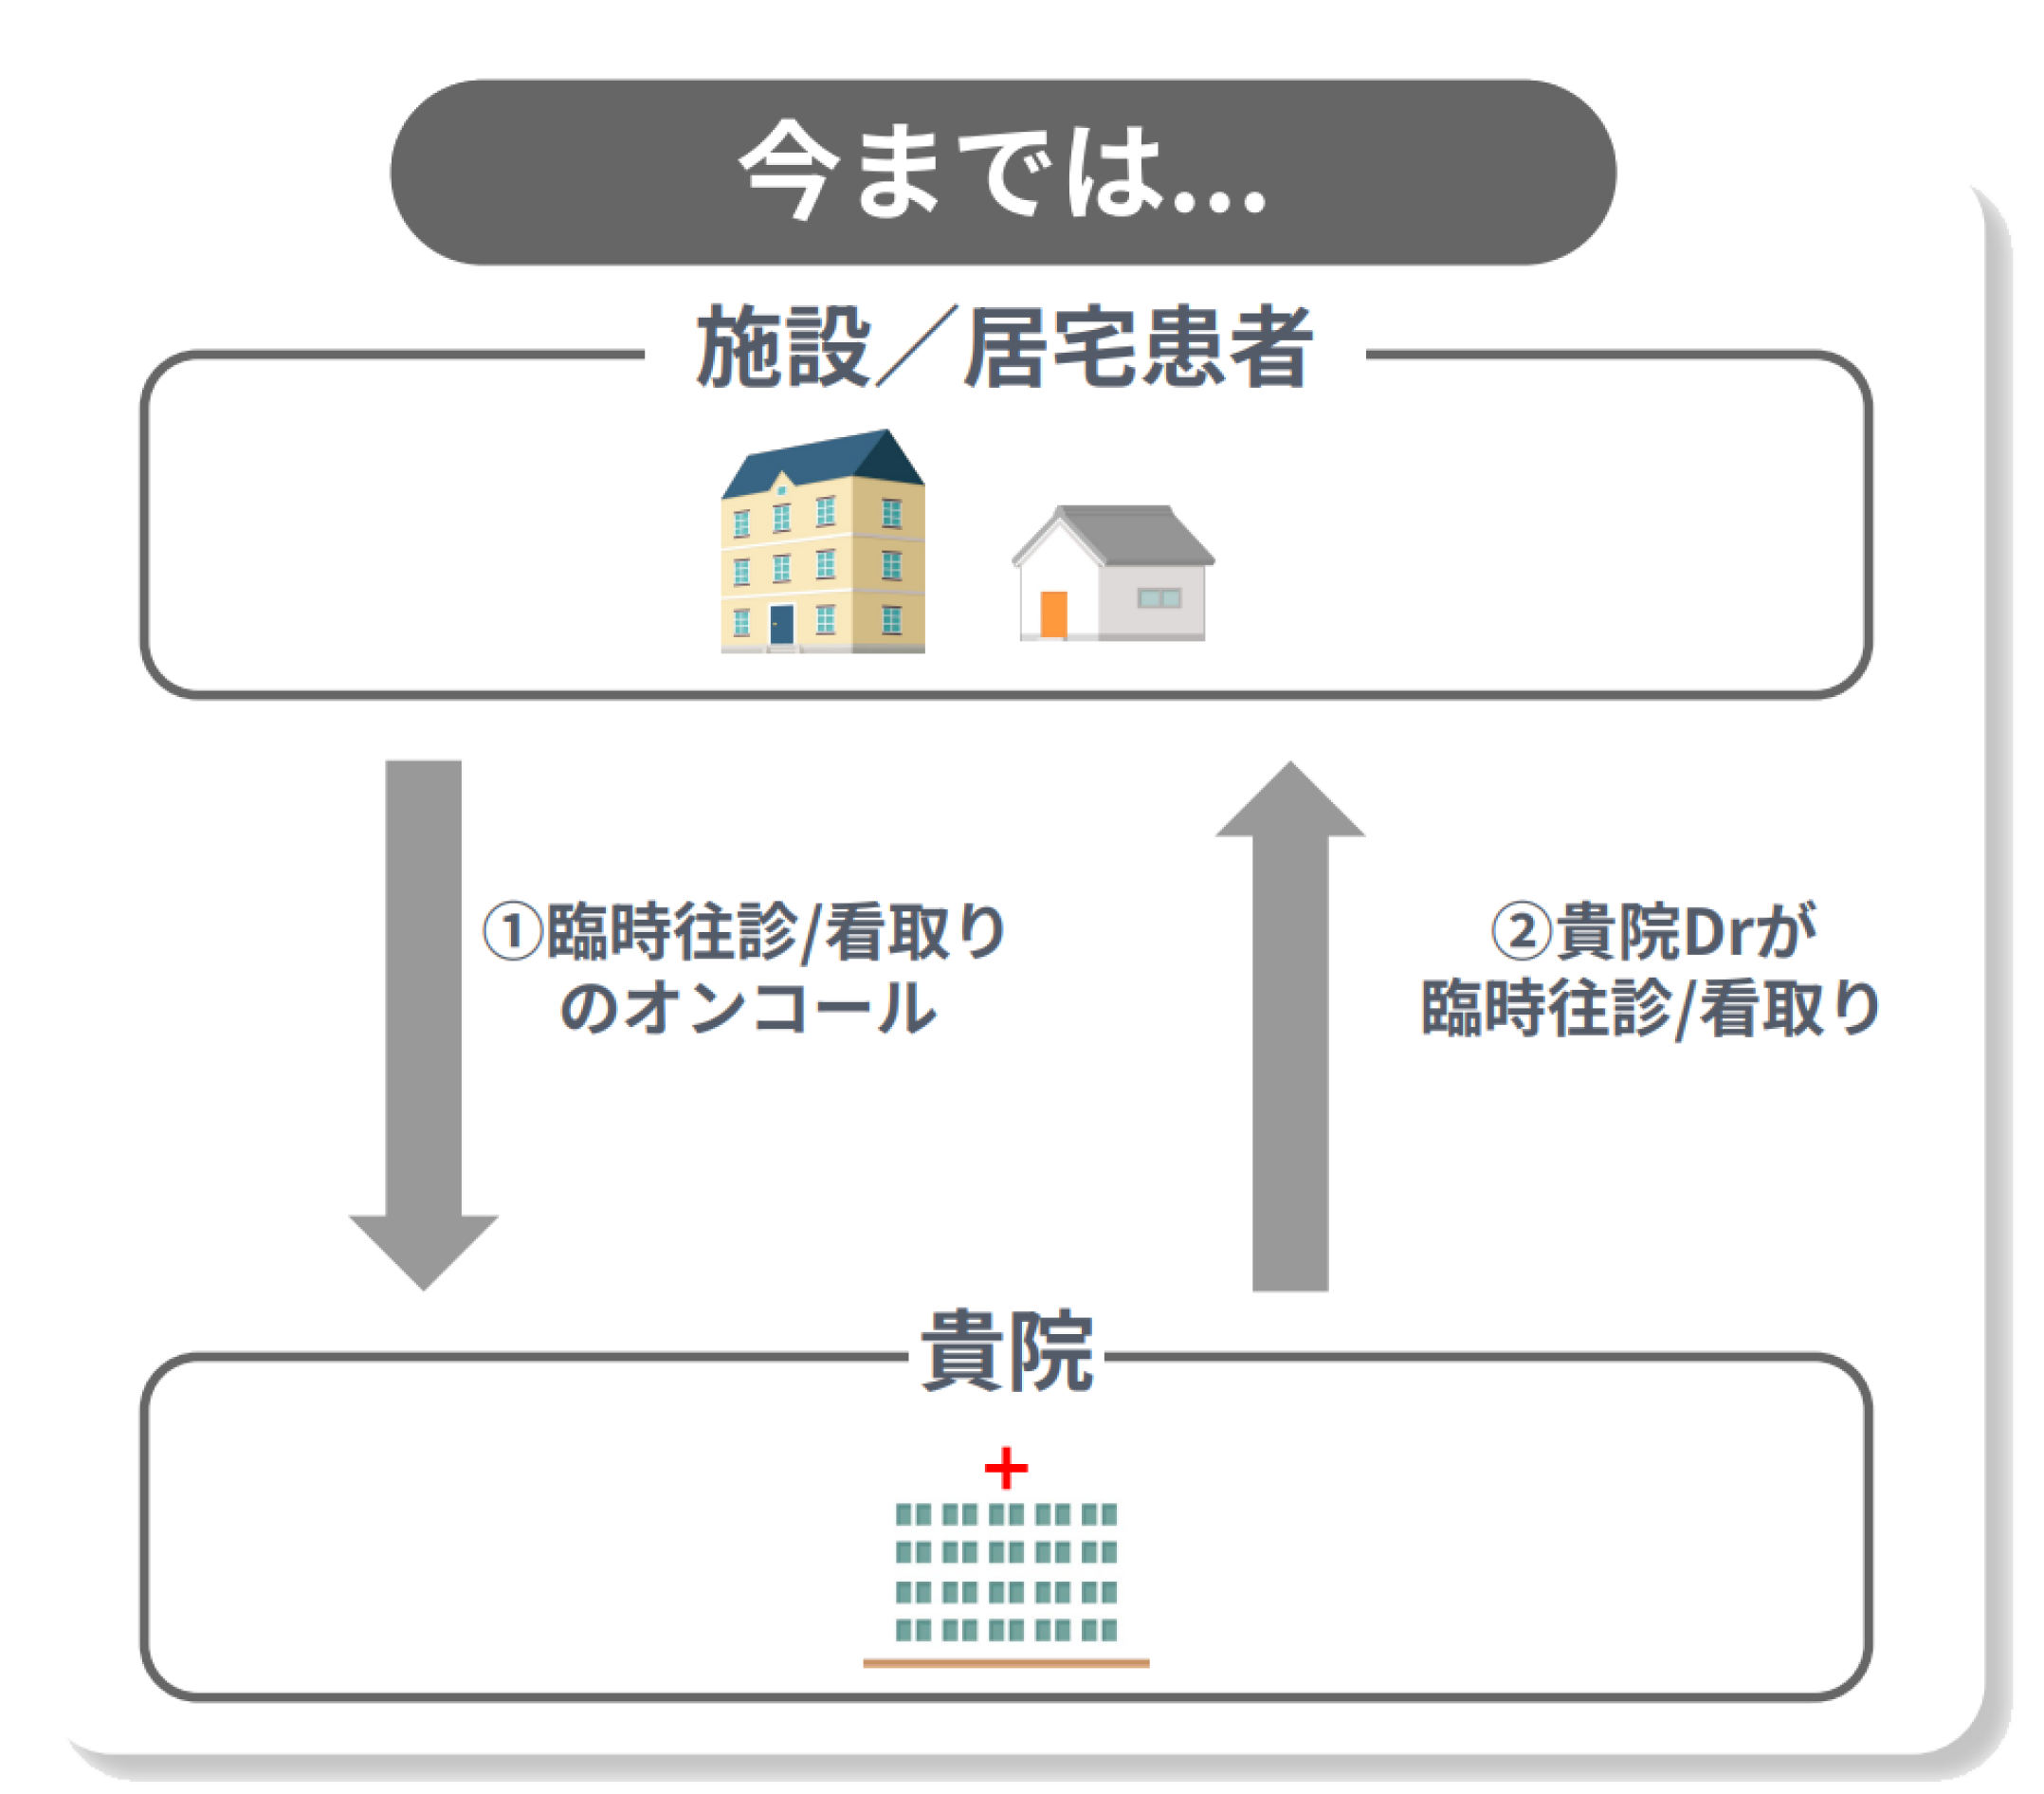 今までは...
施設／居宅患者
①臨時往診/看取り
のオンコール
②貴院Drが
臨時往診/看取り
貴院